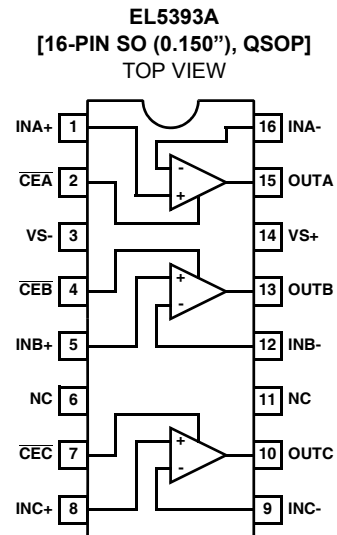 EL5393A
[16-PIN SO (0.150”), QSOP]
TOP VIEW
INA+ 1 16 INA-
CEA 2 15 OUTA
VS- 3 14 VS+
CEB 4 13 OUTB
INB+ 5 12 INB-
NC 6 11 NC
CEC 7 10 OUTC
INC+ 8 9 INC-
-
+
+
-
+
-